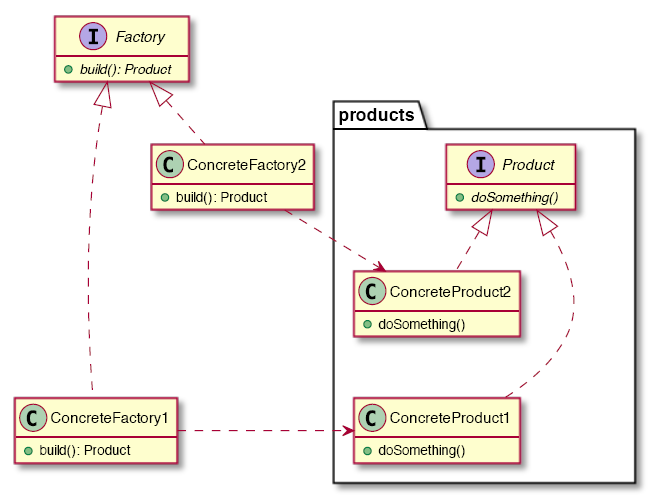 I Factory
build(): Product
products
C ConcreteFactory2
build(): Product
I Product
doSomething()
C ConcreteProduct2
doSomething()
C ConcreteFactory1
build(): Product
C ConcreteProduct1
doSomething()